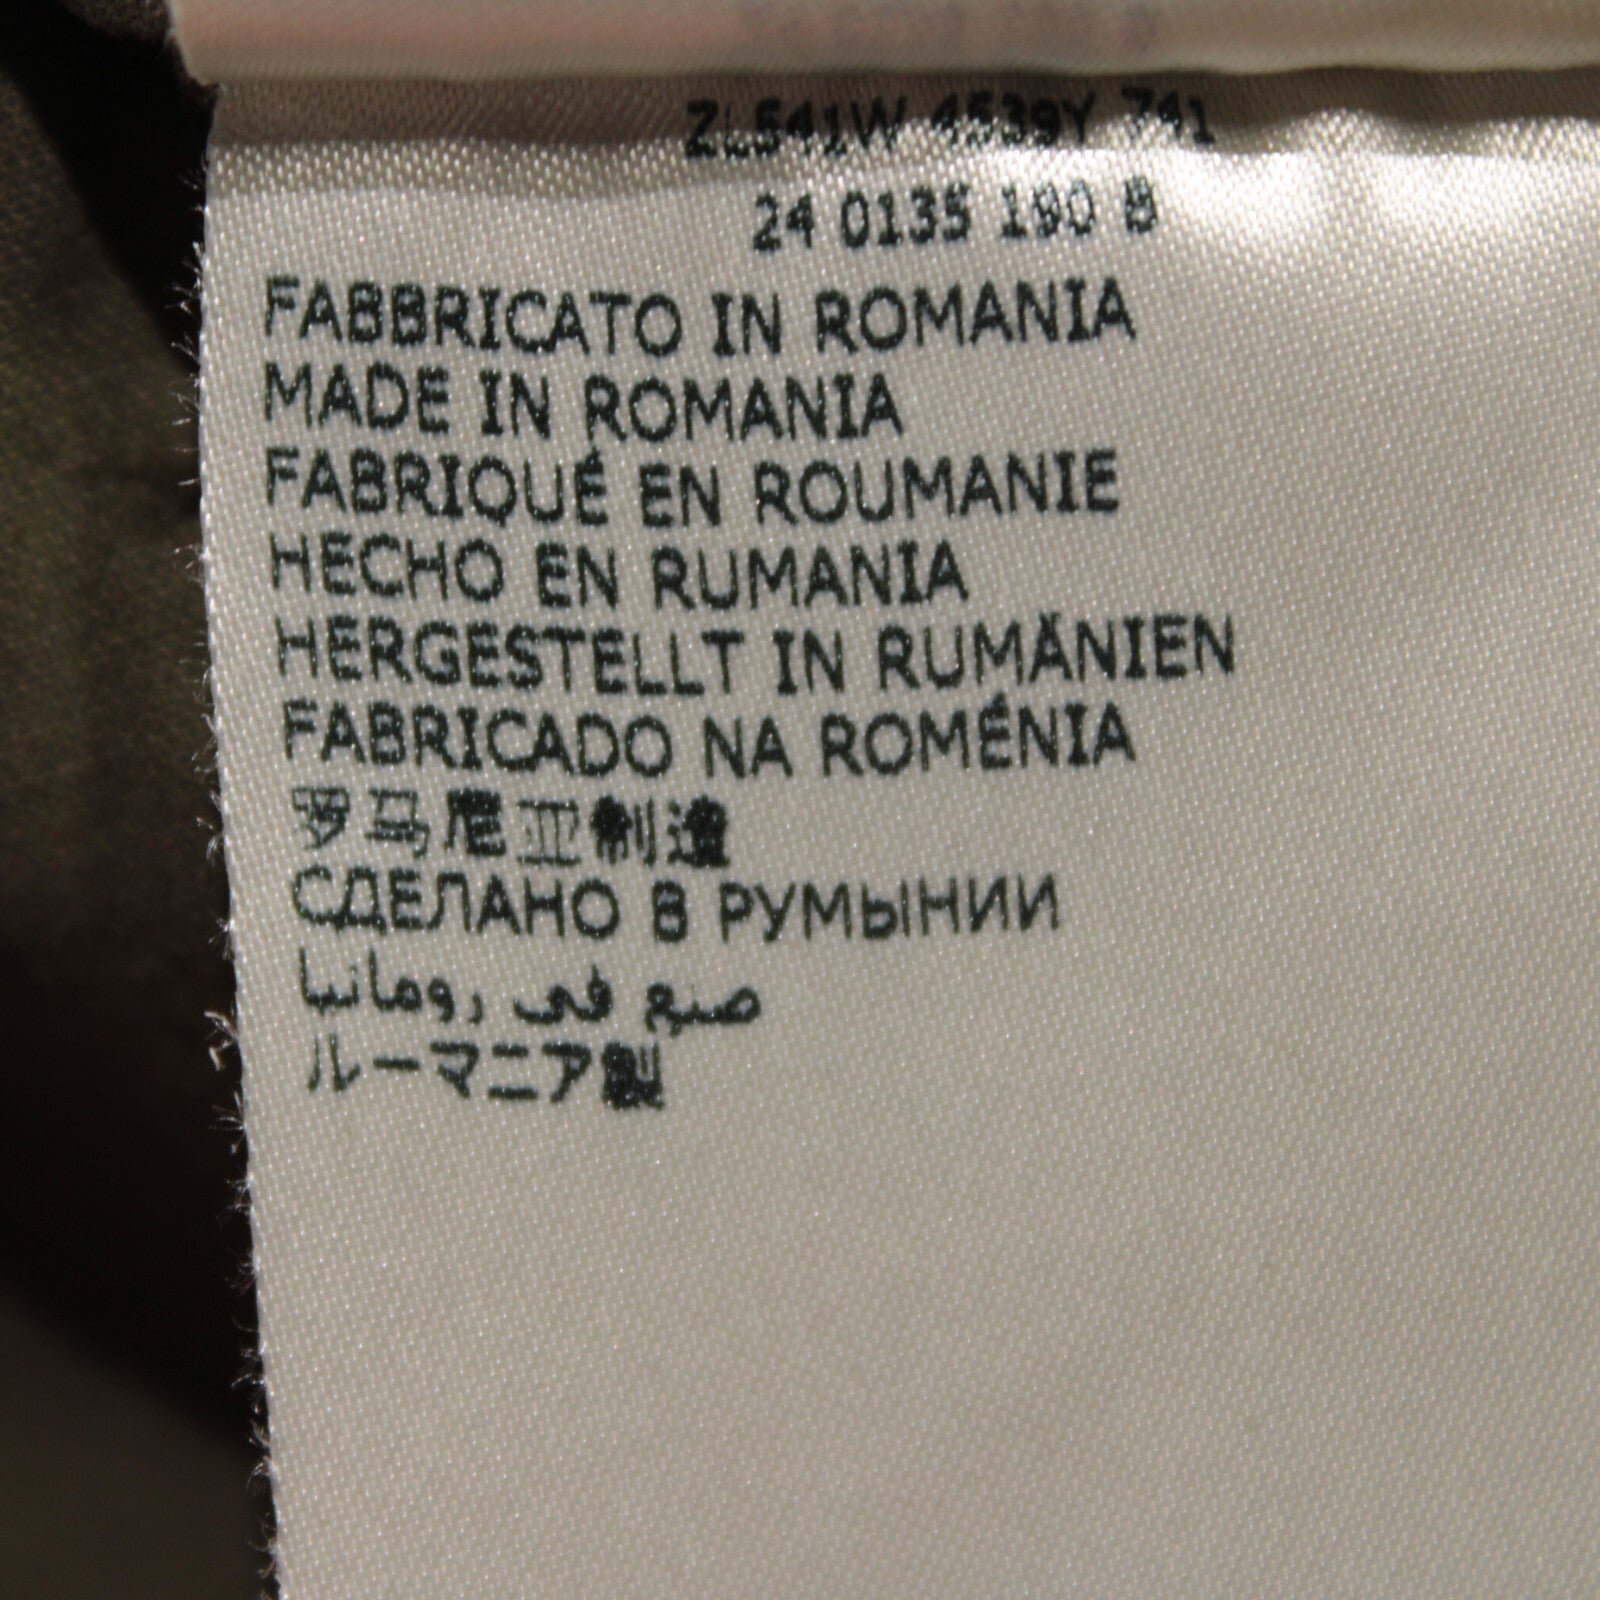 ZL541W 4539Y 741
24 0135 190 8
FABBRICATO IN ROMANIA
MADE IN ROMANIA
FABRIQUÉ EN ROUMANIE
HECHO EN RUMANIA
HERGESTELLT IN RUMÄNIEN
FABRICADO NA ROMÉNIA
罗马尼亚制造
СДЕЛАНО В РУМЫНИИ
صنع في رومانيا
ルーマニア製